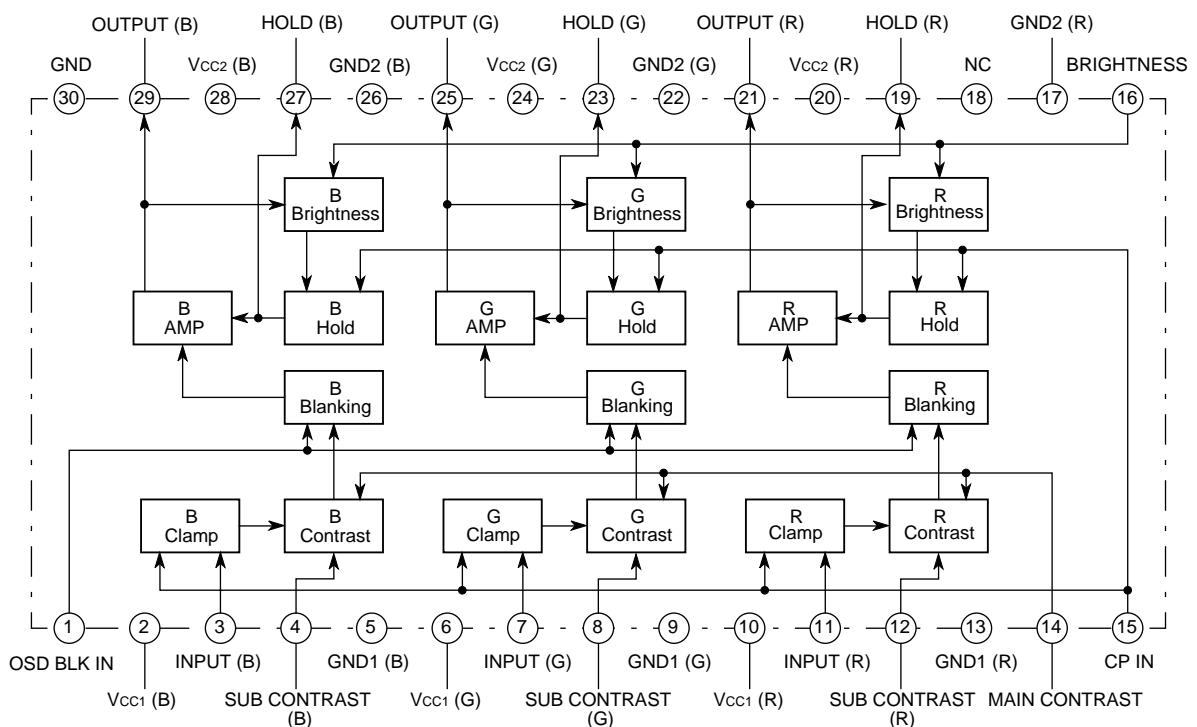 OUTPUT (B)
HOLD (B)
OUTPUT (G)
HOLD (G)
OUTPUT (R)
HOLD (R)
GND2 (R)
GND
VCC2 (B)
GND2 (B)
VCC2 (G)
GND2 (G)
VCC2 (R)
NC
BRIGHTNESS
30
29
28
27
26
25
24
23
22
21
20
19
18
17
16
B
Brightness
G
Brightness
R
Brightness
B
AMP
B
Hold
G
AMP
G
Hold
R
AMP
R
Hold
B
Blanking
G
Blanking
R
Blanking
B
Clamp
B
Contrast
G
Clamp
G
Contrast
R
Clamp
R
Contrast
1
2
3
4
5
6
7
8
9
10
11
12
13
14
15
OSD BLK IN
INPUT (B)
GND1 (B)
INPUT (G)
GND1 (G)
INPUT (R)
GND1 (R)
CP IN
VCC1 (B)
SUB CONTRAST
(B)
VCC1 (G)
SUB CONTRAST
(G)
VCC1 (R)
SUB CONTRAST
(R)
MAIN CONTRAST